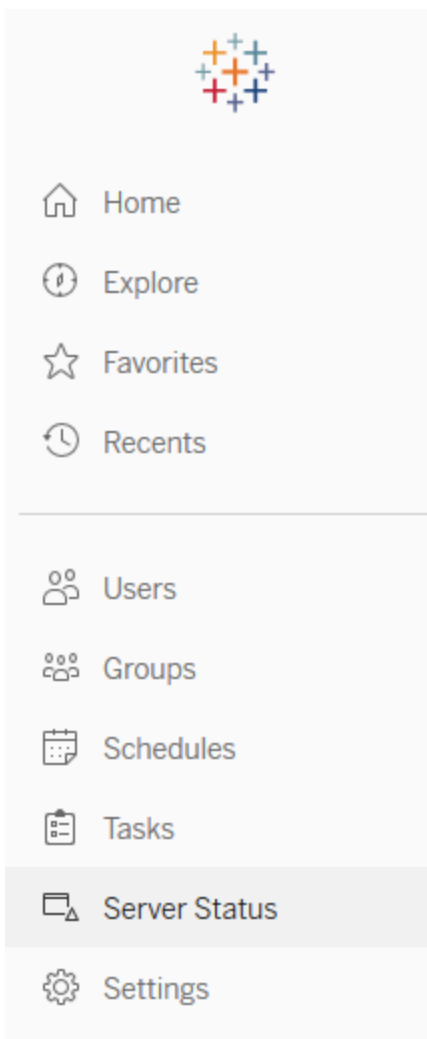 Home
Explore
Favorites
Recents
Users
Groups
Schedules
Tasks
Server Status
Settings